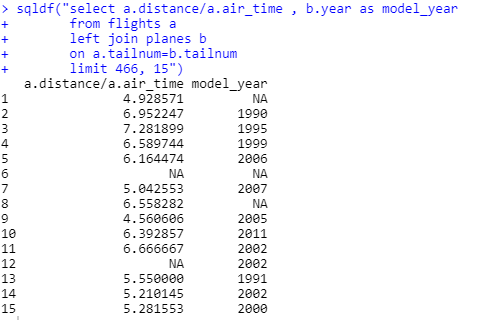 > sqldf("select a.distance/a.air_time , b.year as model_year
+       from flights a
+       left join planes b
+       on a.tailnum=b.tailnum
+       limit 466, 15")
   a.distance/a.air_time model_year
1               4.928571         NA
2               6.952247       1990
3               7.281899       1995
4               6.589744       1999
5               6.164474       2006
6                     NA         NA
7               5.042553       2007
8               6.558282         NA
9               4.560606       2005
10              6.392857       2011
11              6.666667       2002
12                    NA       2002
13              5.550000       1991
14              5.210145       2002
15              5.281553       2000